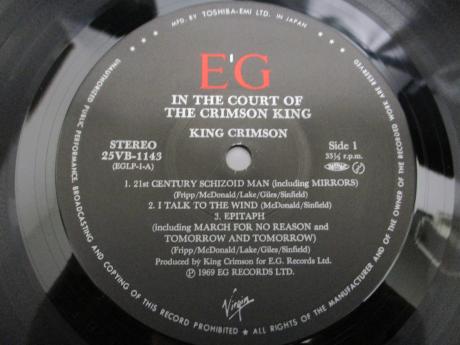 MFD. BY TOSHIBA-EMI LTD. IN JAPAN
E'G
IN THE COURT OF
THE CRIMSON KING
KING CRIMSON
STEREO
25VB-1143
(EGLP-1-A)
Side 1
33⅓ r.p.m.
1. 21st CENTURY SCHIZOID MAN (including MIRRORS)
(Fripp/McDonald/Lake/Giles/Sinfield)
2. I TALK TO THE WIND (McDonald/Sinfield)
3. EPITAPH
(including MARCH FOR NO REASON and
TOMORROW AND TOMORROW)
(Fripp/McDonald/Lake/Giles/Sinfield)
Produced by King Crimson for E.G. Records Ltd.
Ⓟ 1969 EG RECORDS LTD.
Virgin
UNAUTHORIZED PUBLIC PERFORMANCE, BROADCASTING AND COPYING OF THIS RECORD PROHIBITED ★ ALL RIGHTS OF THE MANUFACTURER AND OF THE OWNER OF THE RECORDED WORK ARE RESERVED